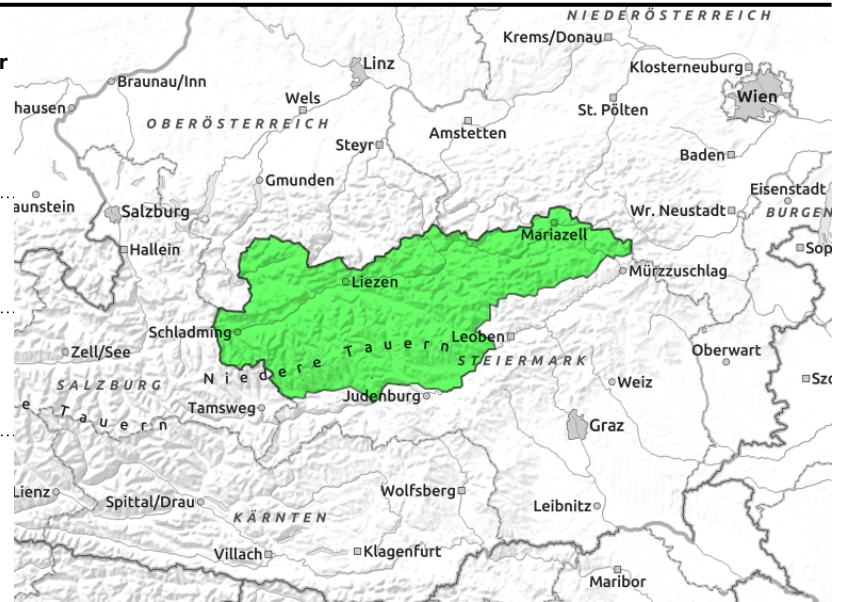 NIEDERÖSTERREICH
Krems/Donau
r
Linz
Klosterneuburg
Braunau/Inn
Wels
Wien
hausen
OBERÖSTERREICH
St. Pölten
Amstetten
Steyr
Baden
Gmunden
Eisenstadt
aunstein
Salzburg
Wr. Neustadt
BURGEN
Mariazell
Hallein
Sop
Mürzzuschlag
Liezen
Schladming
Leoben
Niedere Tauern
Zell/See
STEIERMARK
Oberwart
SALZBURG
Weiz
Szo
Judenburg
Tamsweg
e Tauern
Graz
Lienz
Spittal/Drau
Wolfsberg
Leibnitz
KÄRNTEN
Villach
Klagenfurt
Maribor